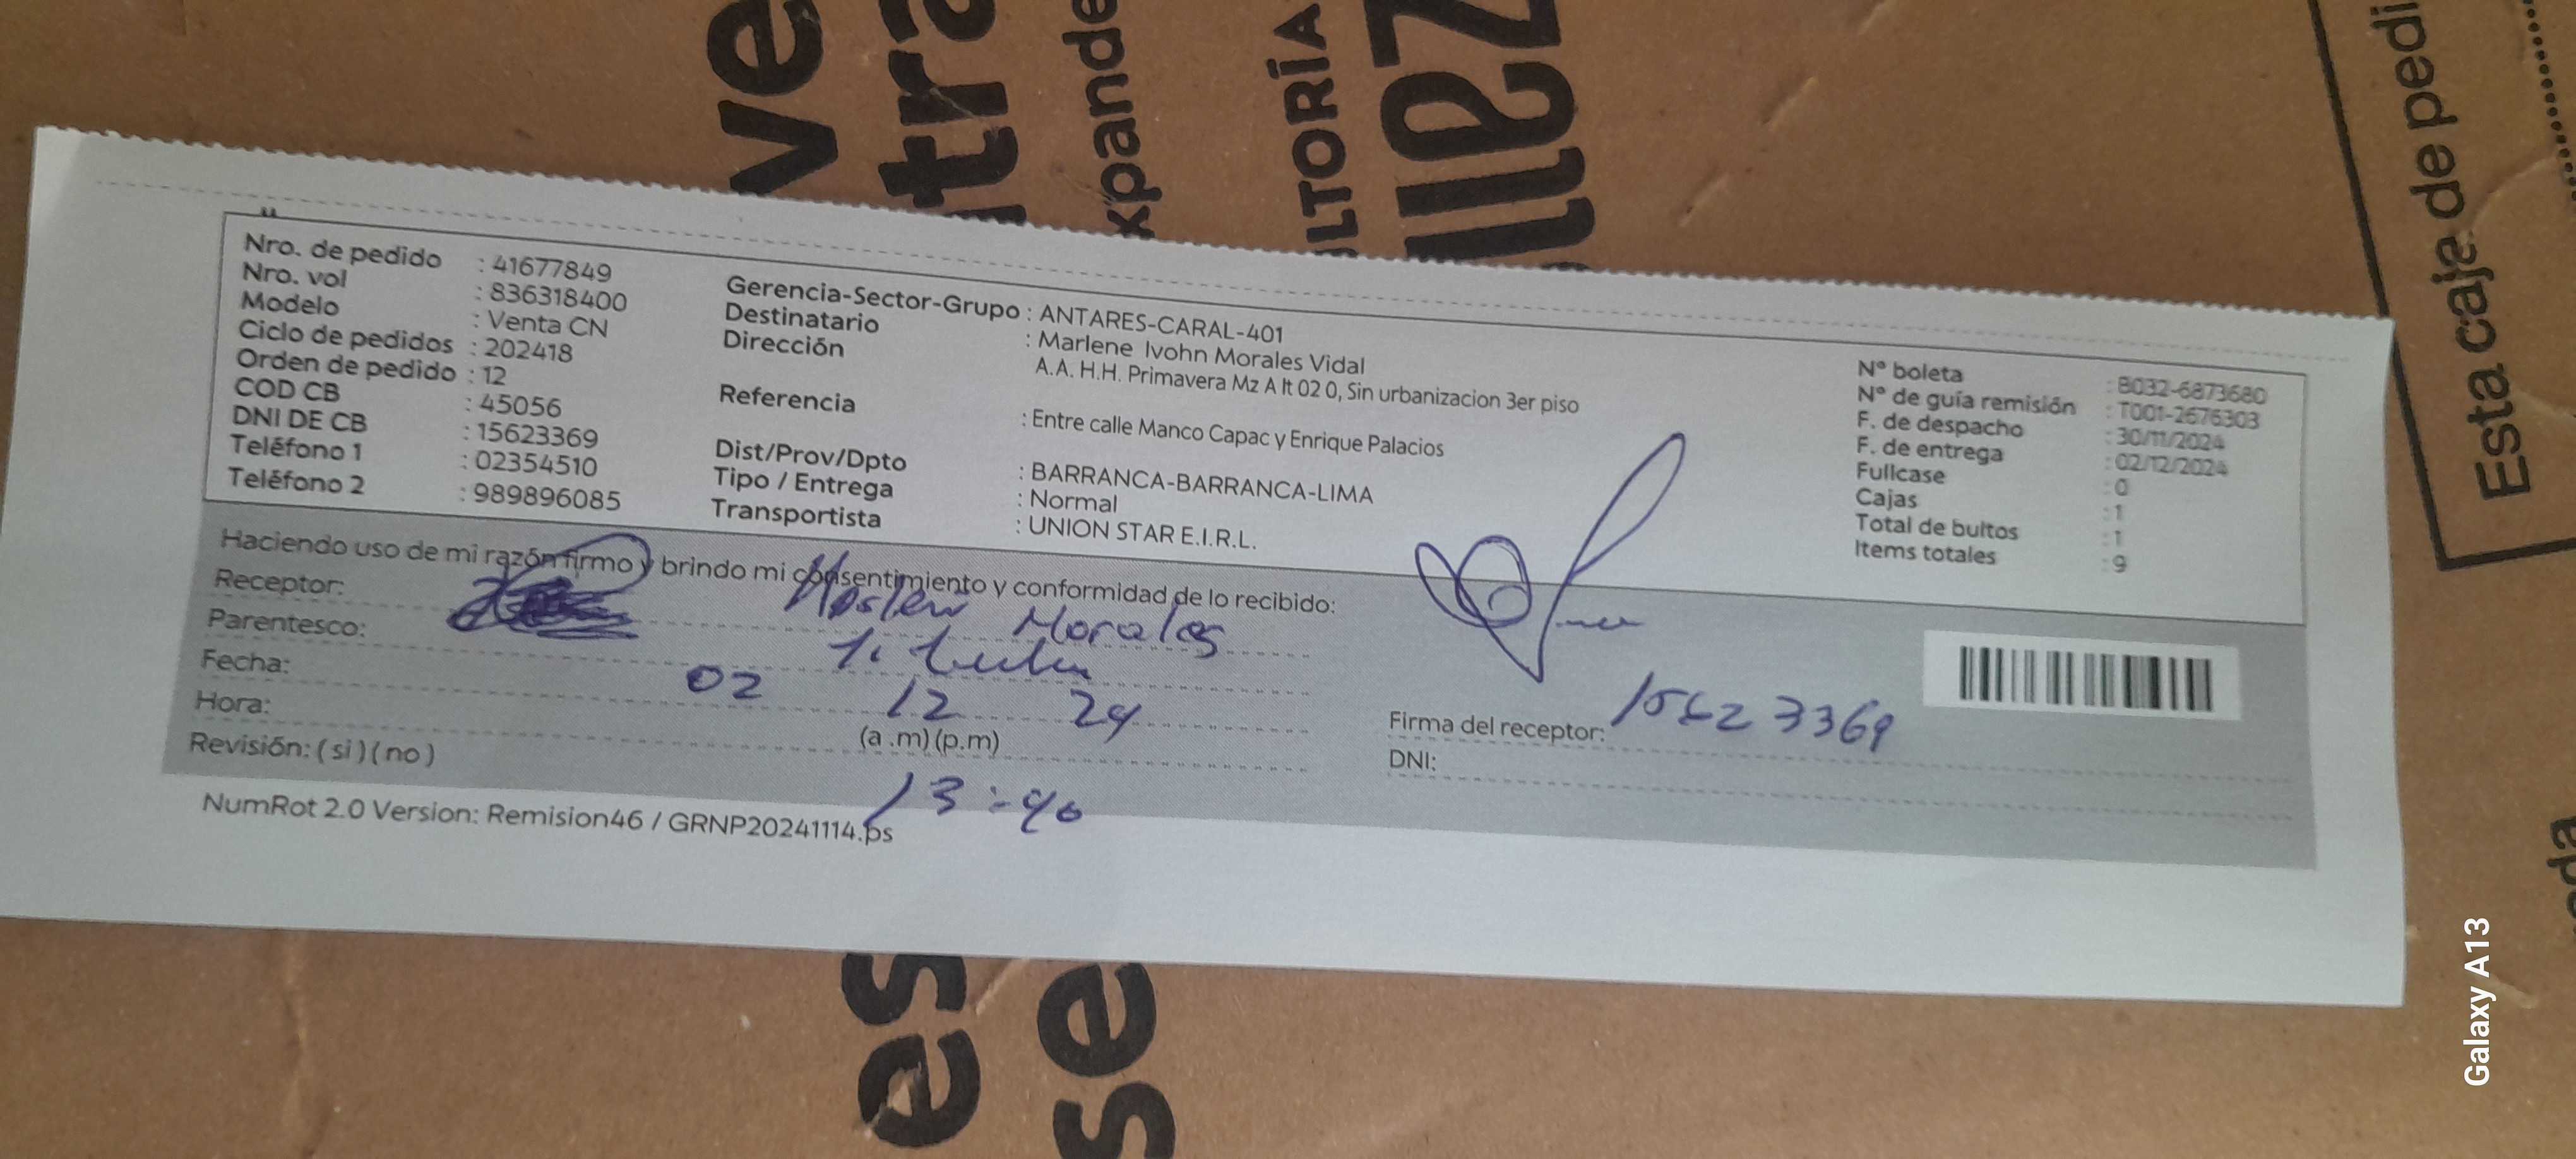 Nro. de pedido : 41677849
Nro. vol : 836318400
Modelo : Venta CN
Ciclo de pedidos : 202418
Orden de pedido : 12
COD CB : 45056
DNI DE CB : 15623369
Teléfono 1 : 02354510
Teléfono 2 : 989896085
Gerencia-Sector-Grupo : ANTARES-CARAL-401
Destinatario : Marlene Ivohn Morales Vidal
Dirección A.A. H.H. Primavera Mz A lt 02 0, Sin urbanizacion 3er piso
Referencia : Entre calle Manco Capac y Enrique Palacios
Dist/Prov/Dpto : BARRANCA-BARRANCA-LIMA
Tipo / Entrega : Normal
Transportista : UNION STAR E.I.R.L.
N° boleta : B032-6873680
N° de guía remisión : T001-2676303
F. de despacho : 30/11/2024
F. de entrega : 02/12/2024
Fullcase : 0
Cajas : 1
Total de bultos : 1
Items totales : 9
Haciendo uso de mi razón firmo y brindo mi consentimiento y conformidad de lo recibido:
Receptor: Morales
Parentesco:
Fecha: 02 12 24
Hora: (a .m) (p.m)
13:40
Revisión: ( si ) ( no )
Firma del receptor: 15623369
DNI:
NumRot 2.0 Version: Remision46 / GRNP20241114.ps
Esta caja de pedi
xpande
LTORÍA
es
se
Galaxy A13